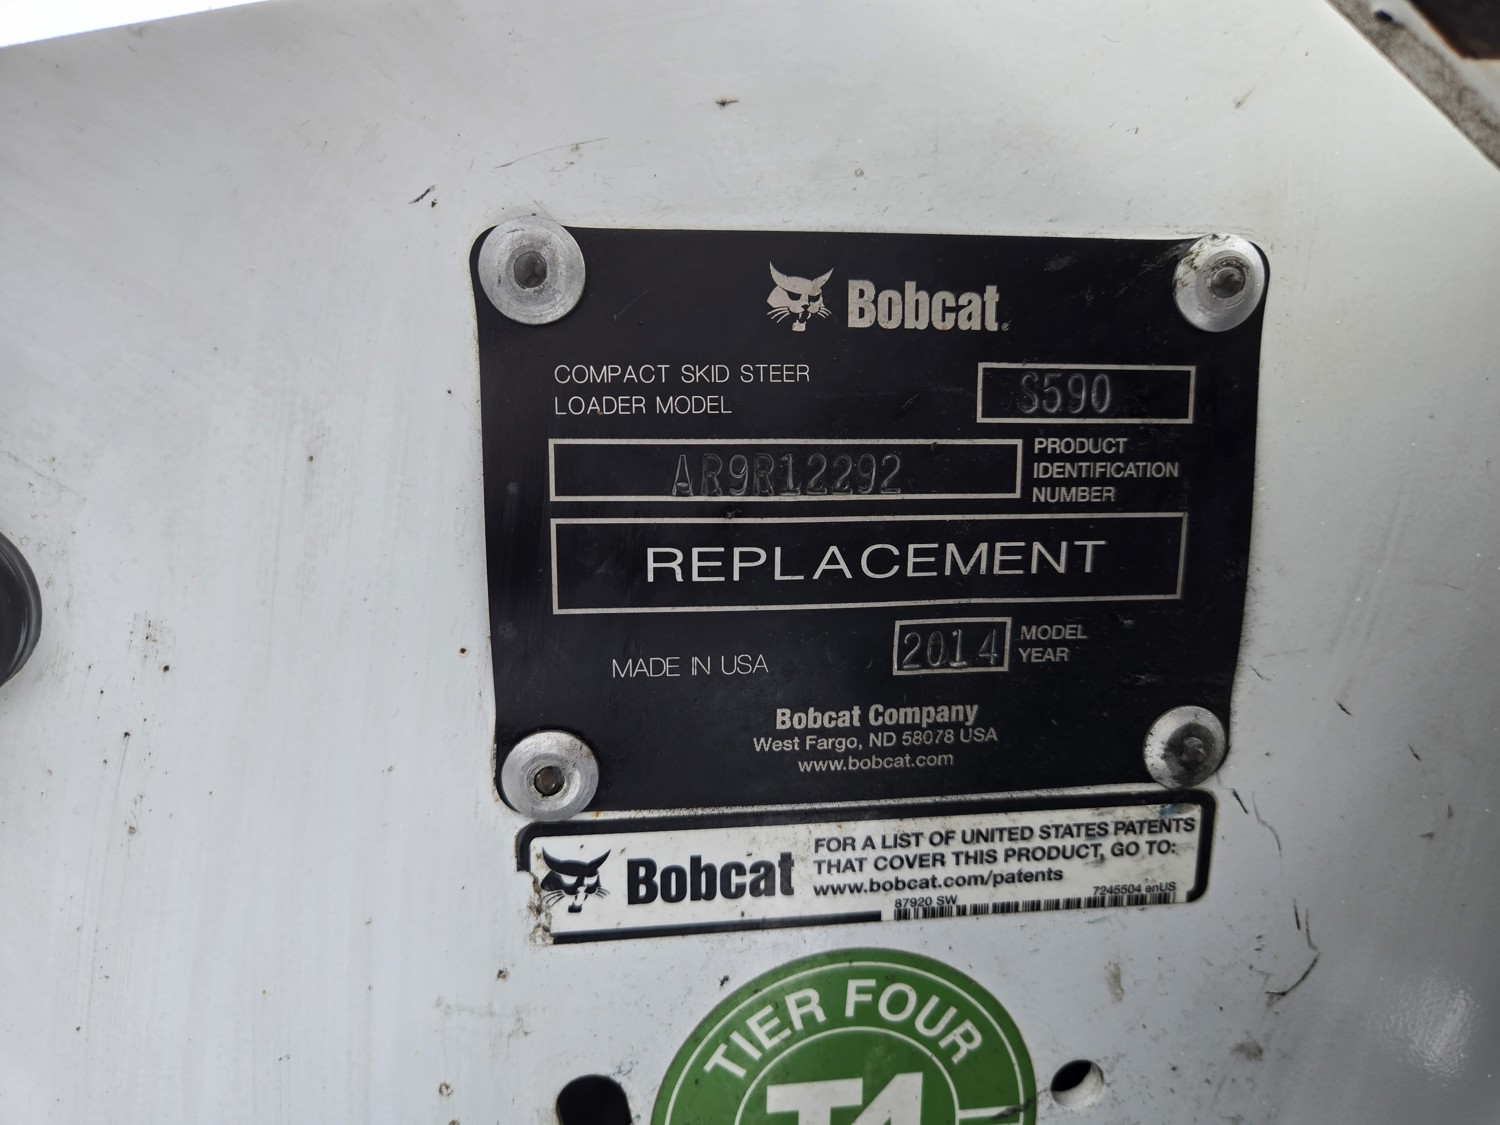 Bobcat
COMPACT SKID STEER
LOADER MODEL
S590
AR9R12292
PRODUCT
IDENTIFICATION
NUMBER
REPLACEMENT
MADE IN USA
2014
MODEL
YEAR
Bobcat Company
West Fargo, ND 58078 USA
www.bobcat.com
Bobcat
FOR A LIST OF UNITED STATES PATENTS
THAT COVER THIS PRODUCT, GO TO:
www.bobcat.com/patents
87920 SW
7245504 enUS
TIER FOUR
T4